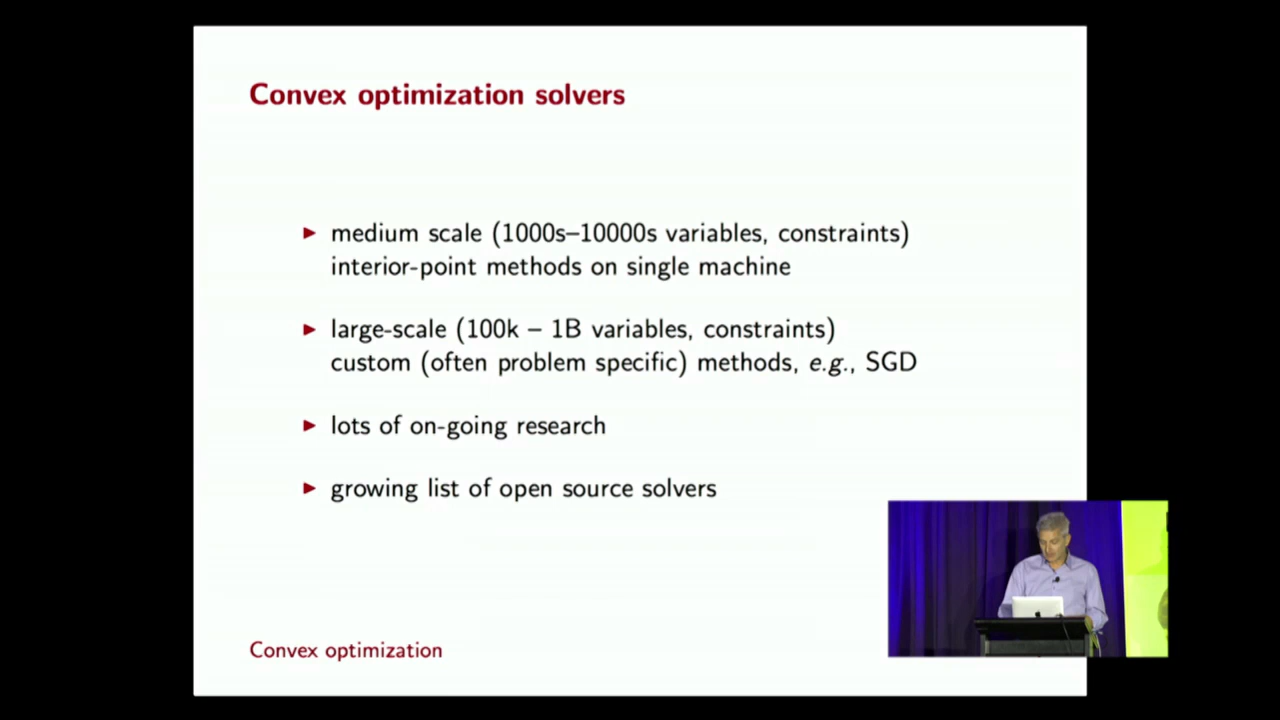 Convex optimization solvers
► medium scale (1000s–10000s variables, constraints)
interior-point methods on single machine
► large-scale (100k – 1B variables, constraints)
custom (often problem specific) methods, e.g., SGD
► lots of on-going research
► growing list of open source solvers
Convex optimization